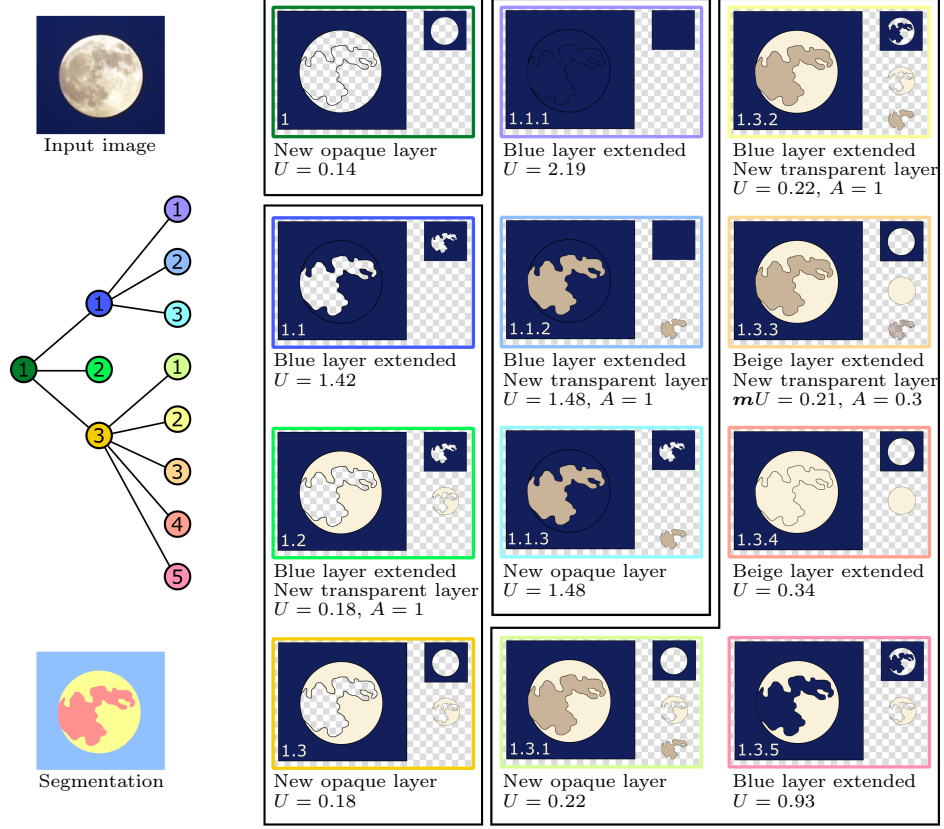 Input image
1
1
2
3
1
2
3
1
2
3
4
5
Segmentation
1
New opaque layer
U = 0.14
1.1
Blue layer extended
U = 1.42
1.2
Blue layer extended
New transparent layer
U = 0.18, A = 1
1.3
New opaque layer
U = 0.18
1.1.1
Blue layer extended
U = 2.19
1.1.2
Blue layer extended
New transparent layer
U = 1.48, A = 1
1.1.3
New opaque layer
U = 1.48
1.3.1
New opaque layer
U = 0.22
1.3.2
Blue layer extended
New transparent layer
U = 0.22, A = 1
1.3.3
Beige layer extended
New transparent layer
mU = 0.21, A = 0.3
1.3.4
Beige layer extended
U = 0.34
1.3.5
Blue layer extended
U = 0.93